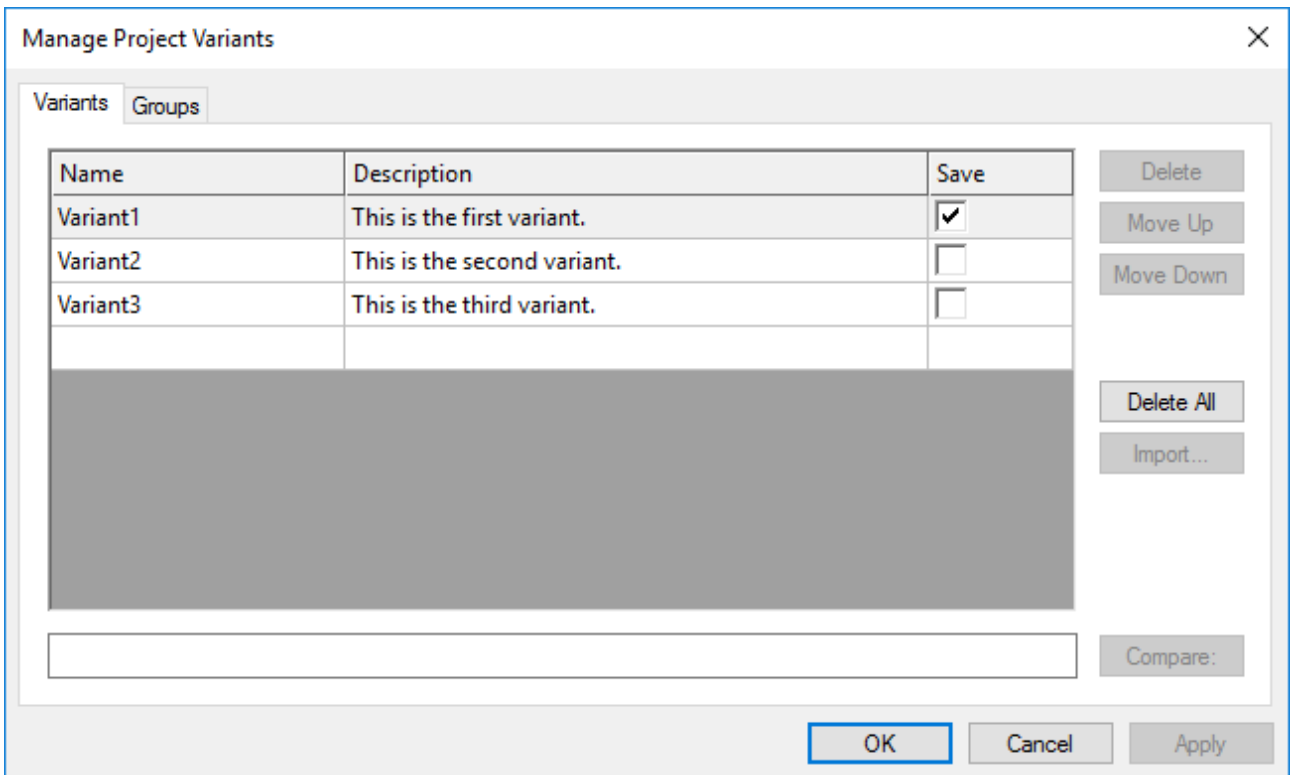 Manage Project Variants
Variants Groups
Name Description Save
Variant1 This is the first variant.
Variant2 This is the second variant.
Variant3 This is the third variant.
Delete
Move Up
Move Down
Delete All
Import...
Compare:
OK Cancel Apply